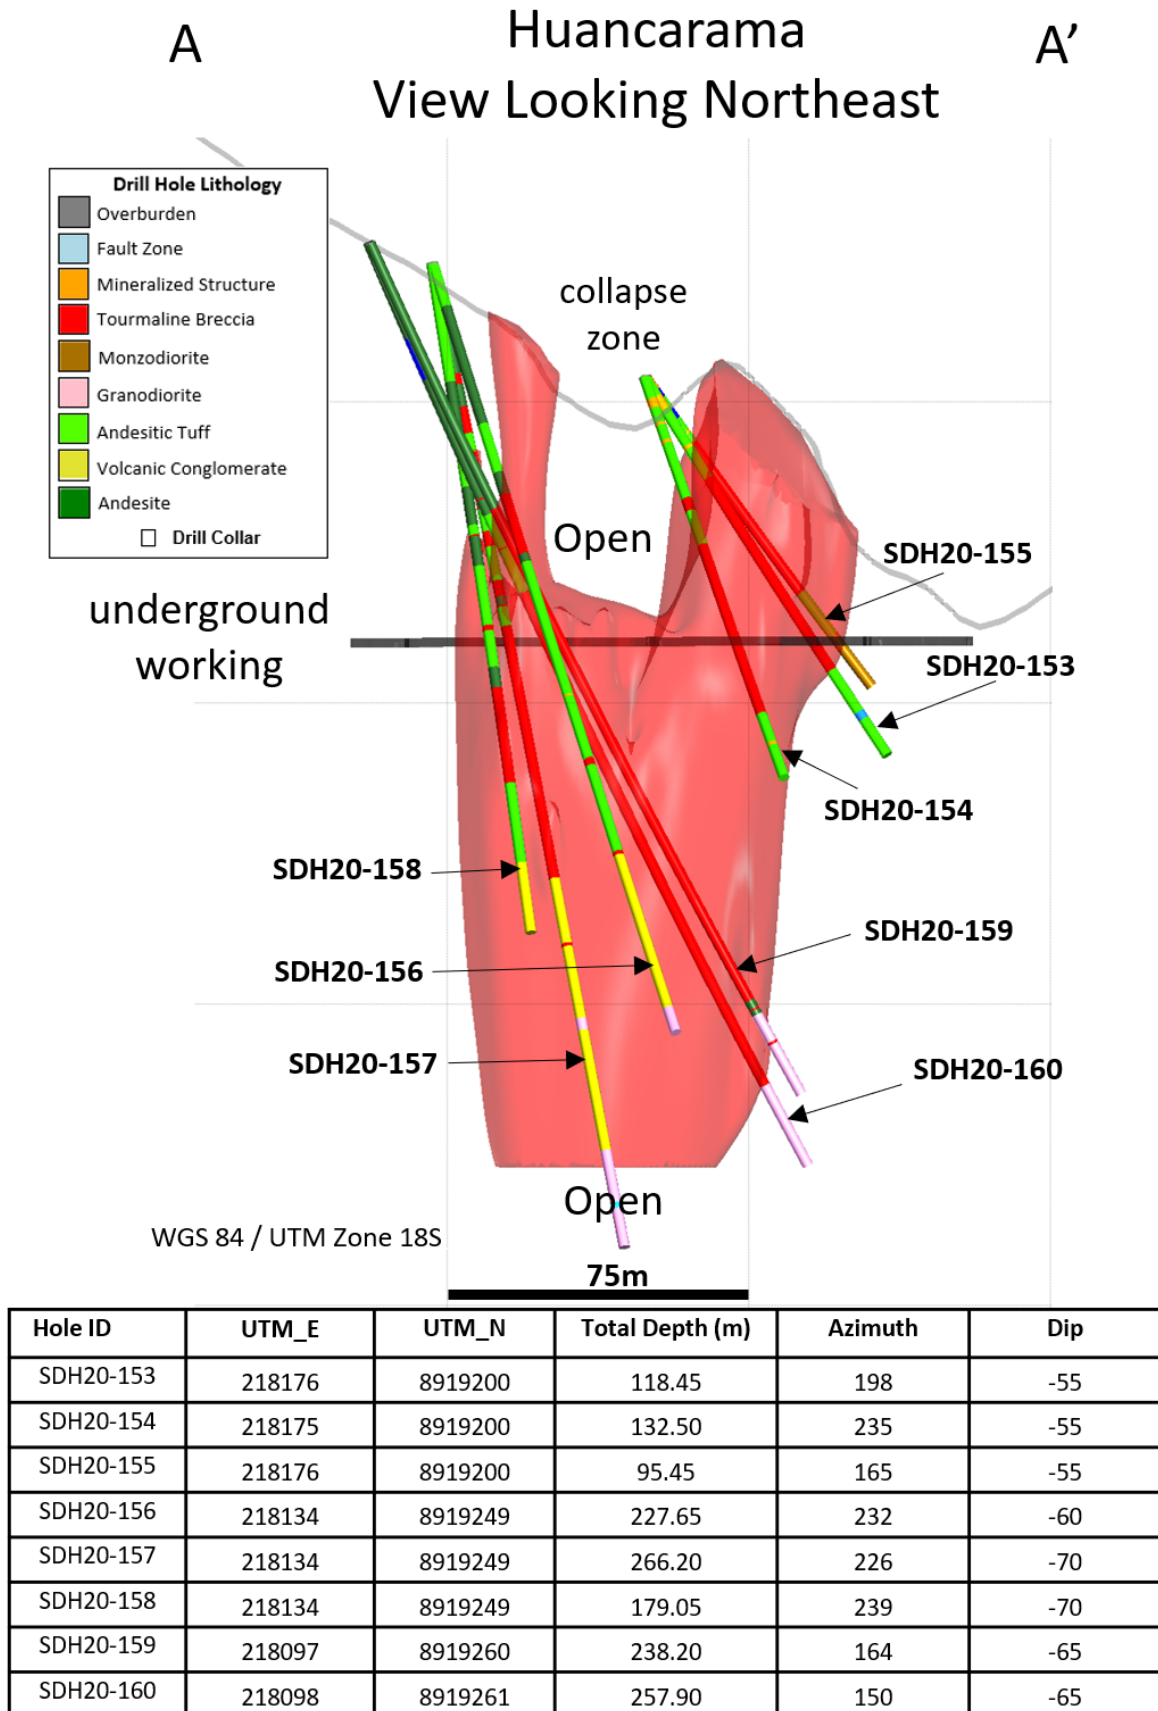 A
Huancarama
A’
View Looking Northeast
Drill Hole Lithology
Overburden
Fault Zone
Mineralized Structure
Tourmaline Breccia
Monzodiorite
Granodiorite
Andesitic Tuff
Volcanic Conglomerate
Andesite
Drill Collar
collapse
zone
Open
SDH20-155
underground
working
SDH20-153
SDH20-154
SDH20-158
SDH20-159
SDH20-156
SDH20-157
SDH20-160
Open
WGS 84 / UTM Zone 18S
75m
Hole ID UTM_E UTM_N Total Depth (m) Azimuth Dip
SDH20-153 218176 8919200 118.45 198 -55
SDH20-154 218175 8919200 132.50 235 -55
SDH20-155 218176 8919200 95.45 165 -55
SDH20-156 218134 8919249 227.65 232 -60
SDH20-157 218134 8919249 266.20 226 -70
SDH20-158 218134 8919249 179.05 239 -70
SDH20-159 218097 8919260 238.20 164 -65
SDH20-160 218098 8919261 257.90 150 -65